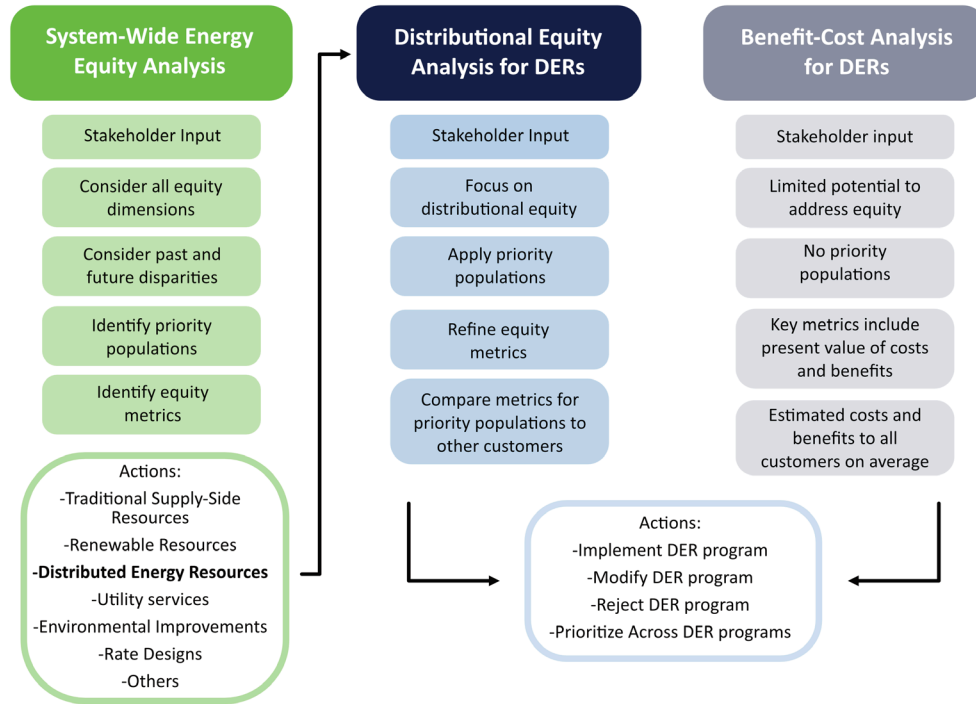 System-Wide Energy
Equity Analysis
Stakeholder Input
Consider all equity
dimensions
Consider past and
future disparities
Identify priority
populations
Identify equity
metrics
Actions:
-Traditional Supply-Side
Resources
-Renewable Resources
-Distributed Energy Resources
-Utility services
-Environmental Improvements
-Rate Designs
-Others
Distributional Equity
Analysis for DERs
Stakeholder Input
Focus on
distributional equity
Apply priority
populations
Refine equity
metrics
Compare metrics for
priority populations to
other customers
Benefit-Cost Analysis
for DERs
Stakeholder input
Limited potential to
address equity
No priority
populations
Key metrics include
present value of costs
and benefits
Estimated costs and
benefits to all
customers on average
Actions:
-Implement DER program
-Modify DER program
-Reject DER program
-Prioritize Across DER programs